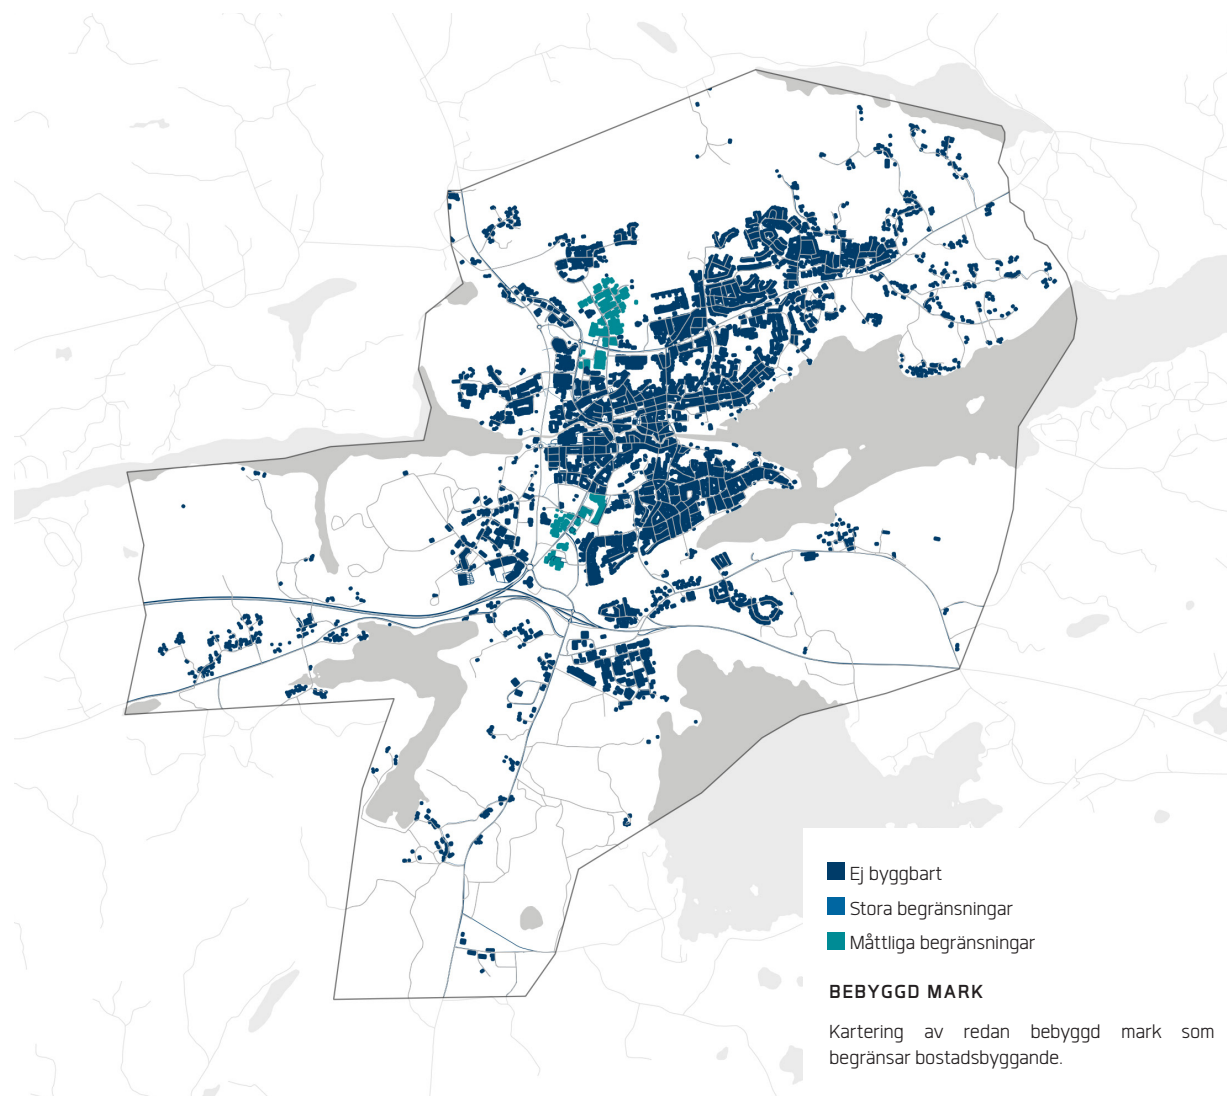 Ej byggbart
Stora begränsningar
Måttliga begränsningar
BEBYGGD MARK
Kartering av redan bebyggd mark som
begränsar bostadsbyggande.